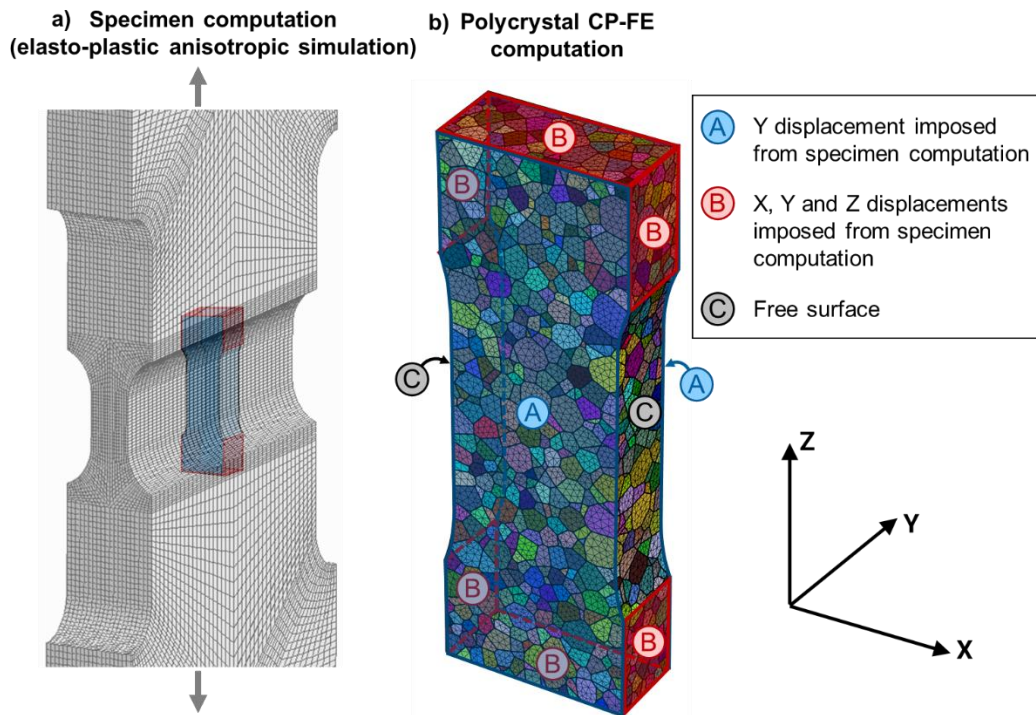 a) Specimen computation
(elasto-plastic anisotropic simulation)
b) Polycrystal CP-FE
computation
B
B
B
C
A
C
A
B
B
B
A Y displacement imposed
from specimen computation
B X, Y and Z displacements
imposed from specimen
computation
C Free surface
Z
Y
X